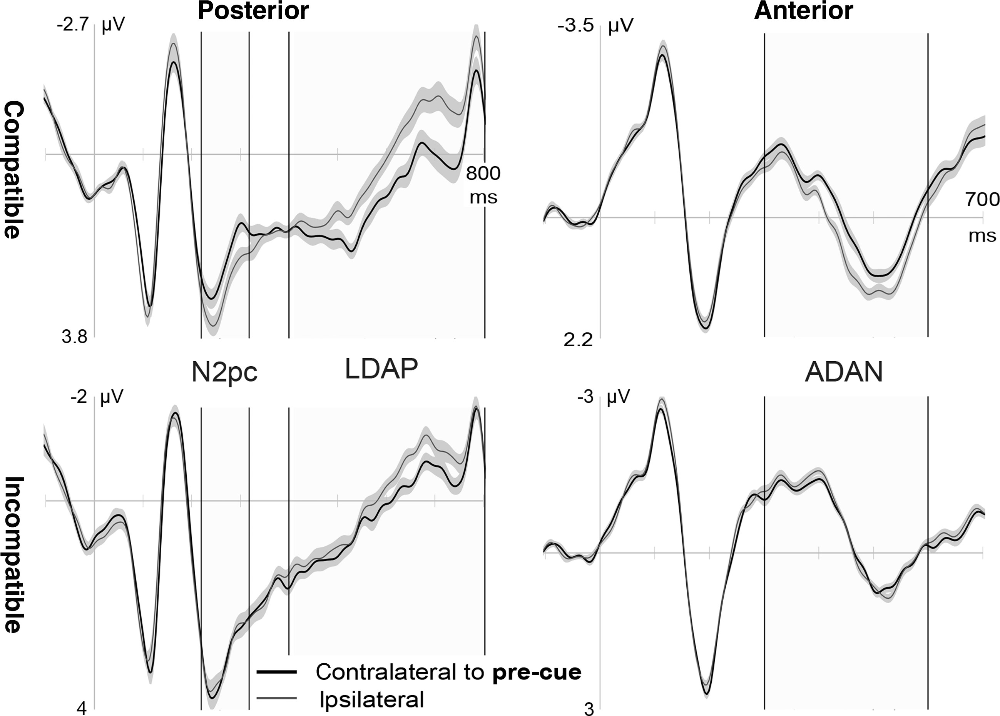 Posterior
Anterior
-2.7 µV
-3.5 µV
Compatible
800
ms
700
ms
3.8
2.2
N2pc
LDAP
ADAN
-2 µV
-3 µV
Incompatible
Contralateral to pre-cue
Ipsilateral
4
3